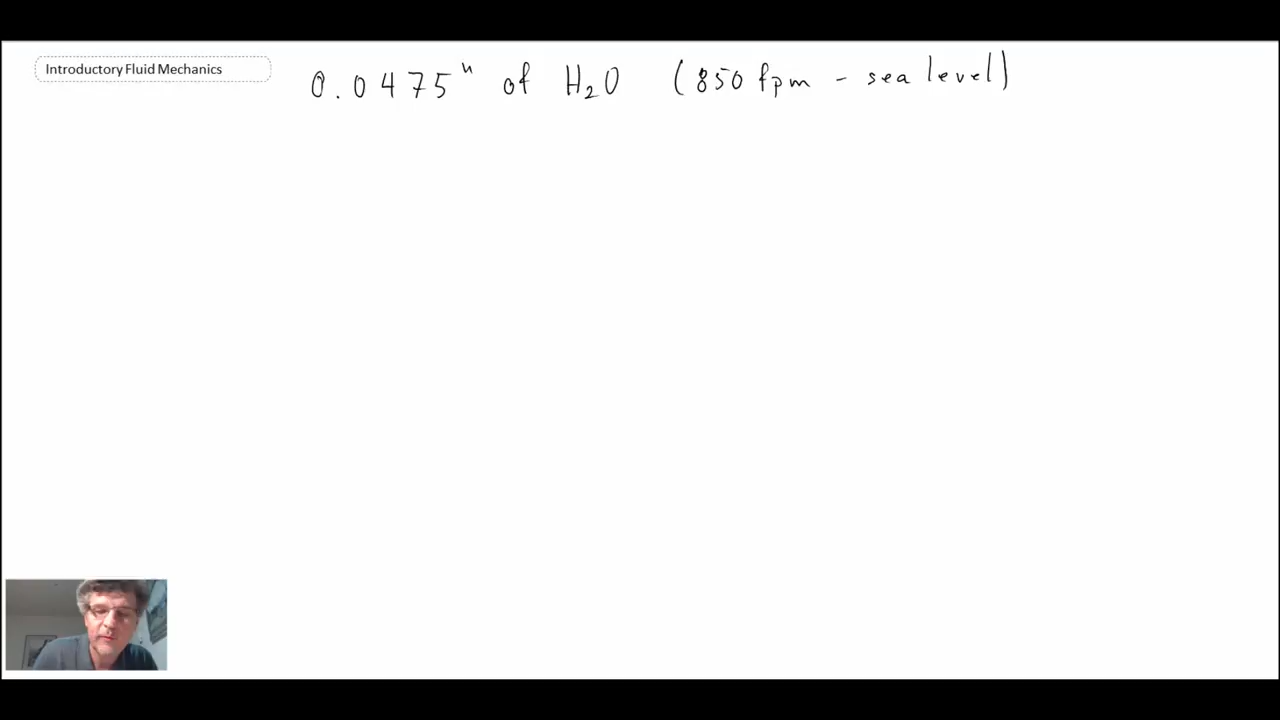 Introductory Fluid Mechanics
0.0475" of H₂O (850 fpm - sea level)